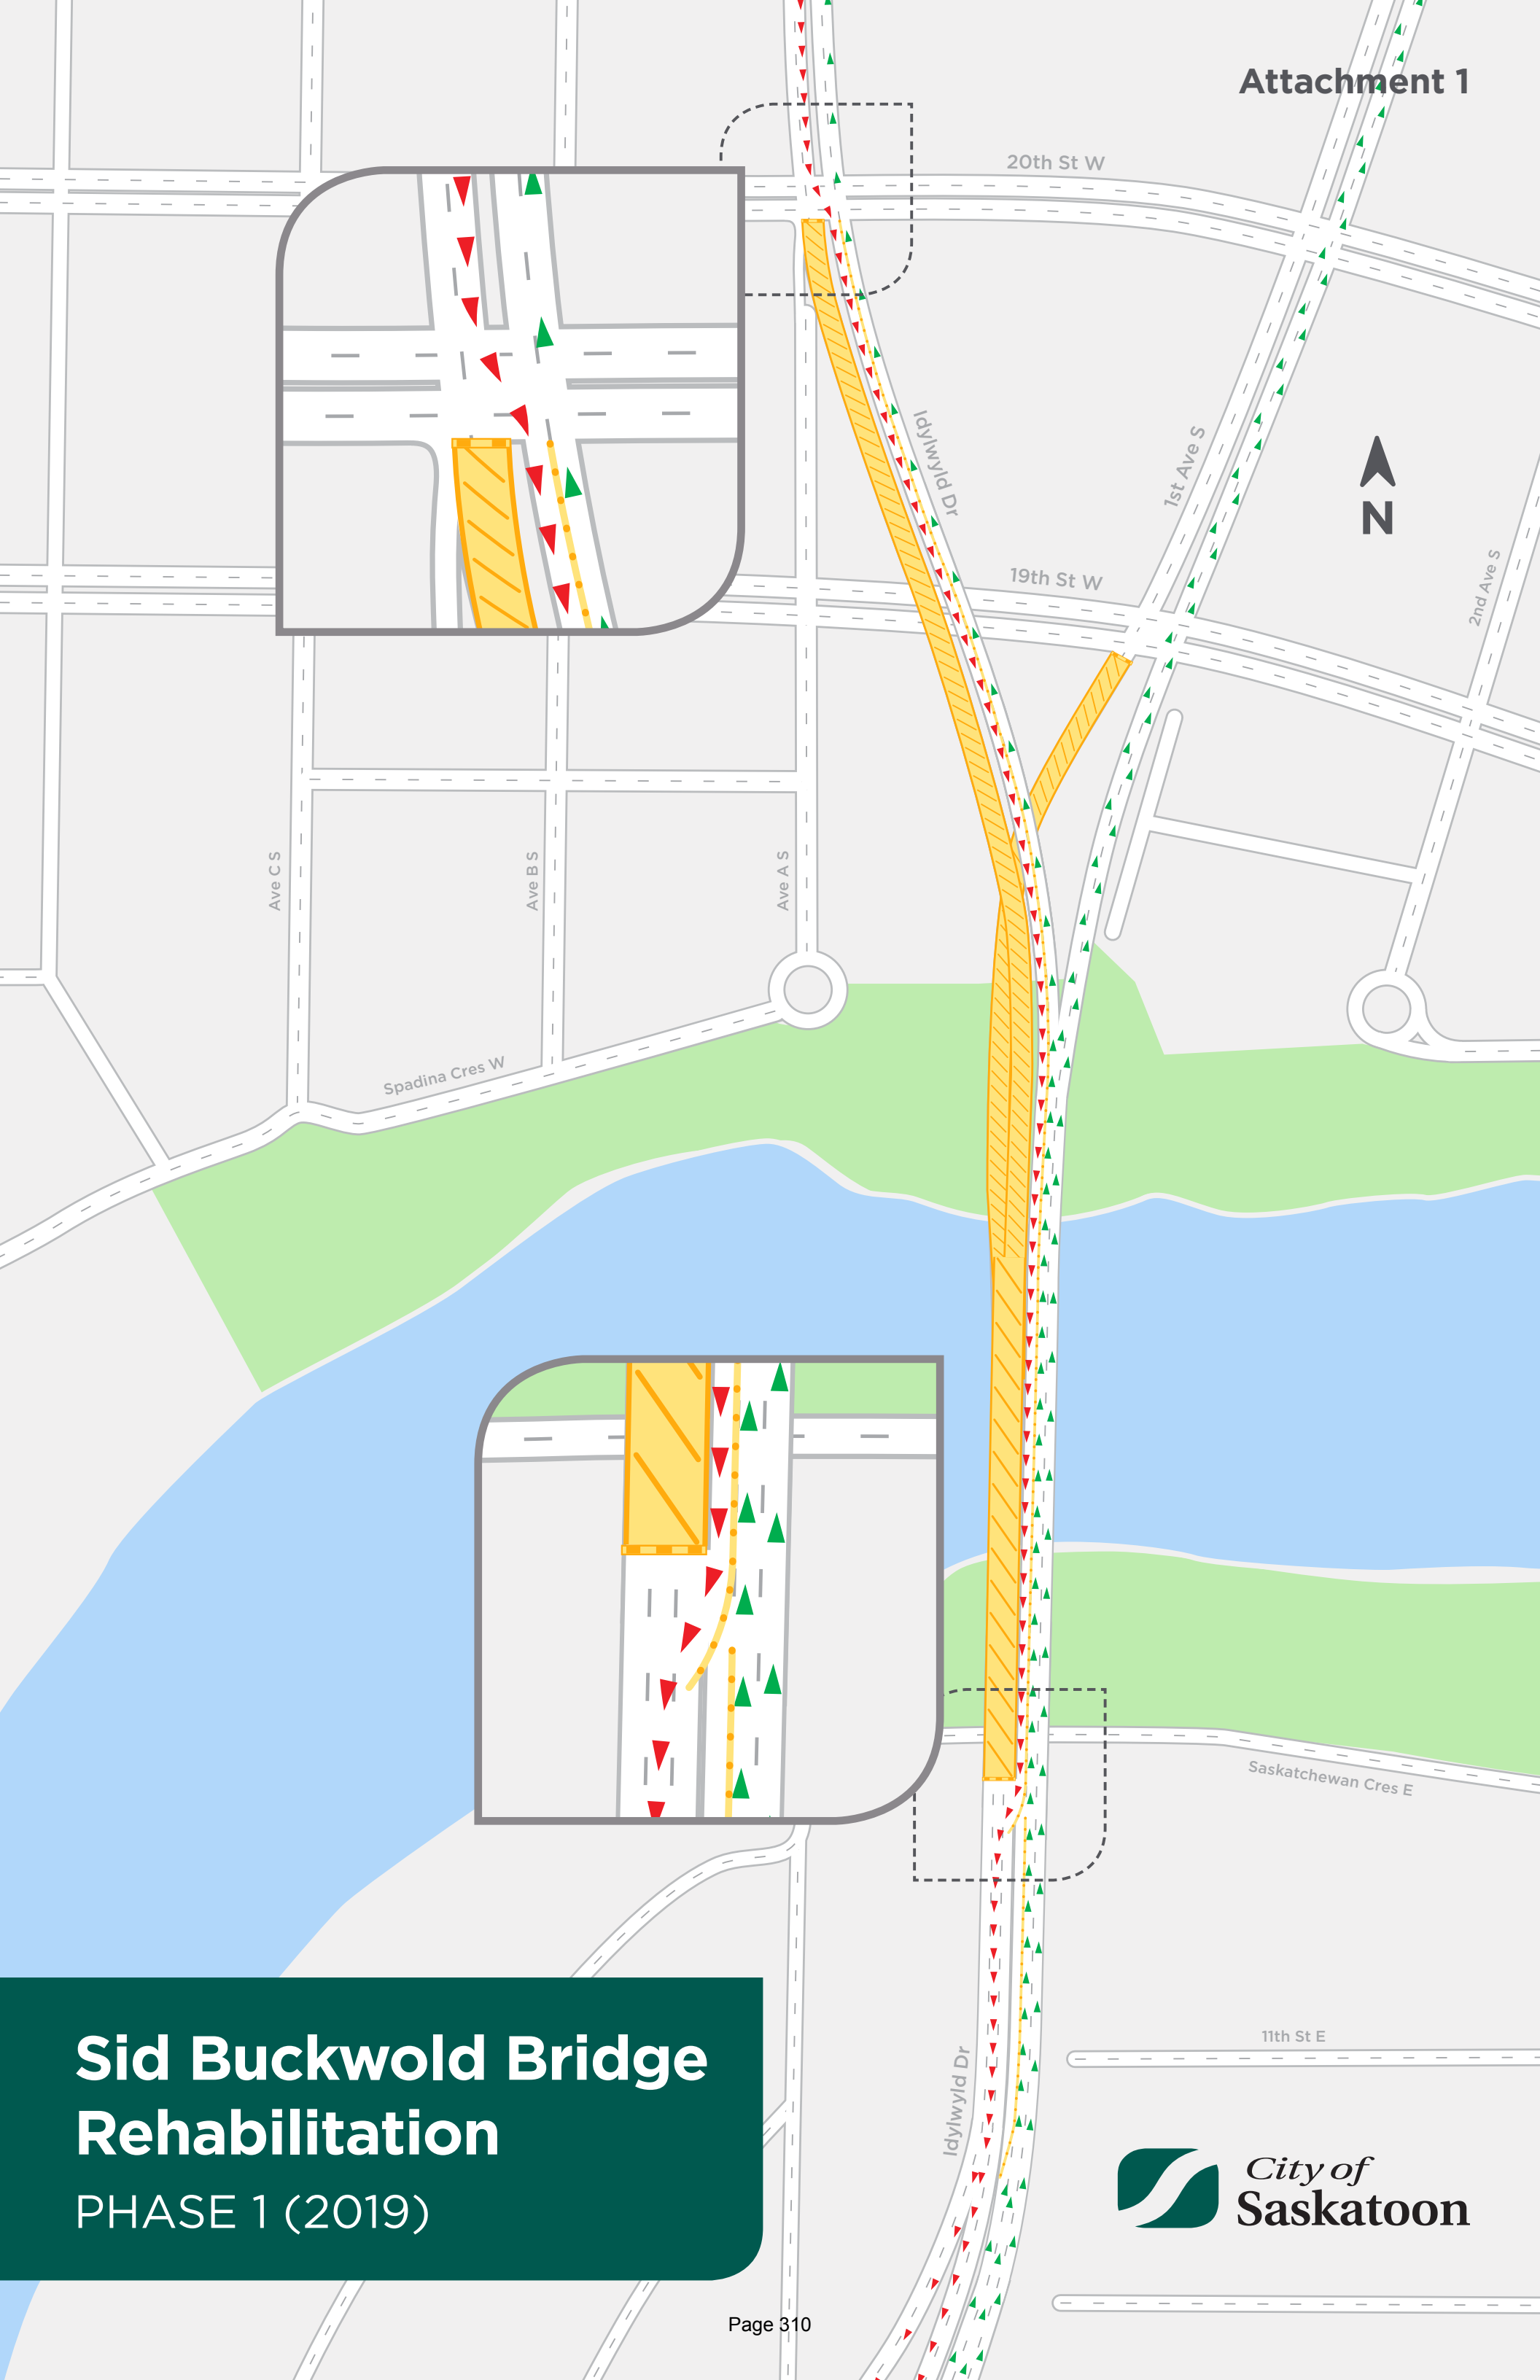 Attachment 1
20th St W
Idylwyld Dr
1st Ave S
N
19th St W
2nd Ave S
Ave C S
Ave B S
Ave A S
Spadina Cres W
Saskatchewan Cres E
11th St E
Idylwyld Dr
Sid Buckwold Bridge
Rehabilitation
PHASE 1 (2019)
City of
Saskatoon
Page 310